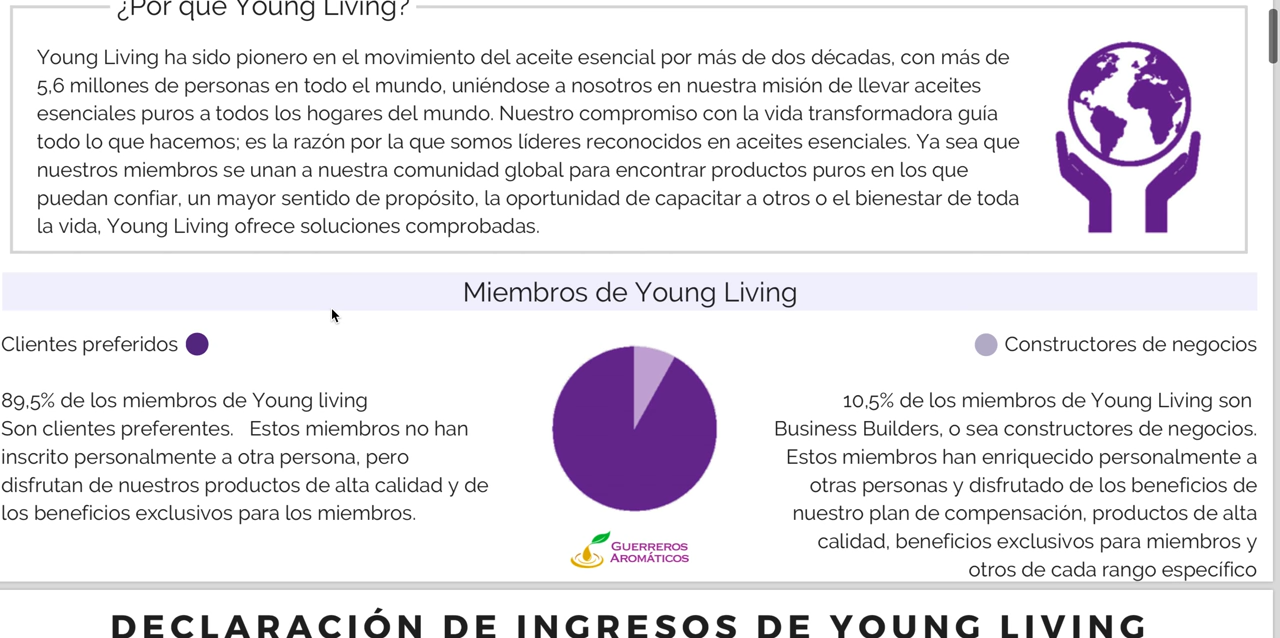 ¿Por qué Young Living?
Young Living ha sido pionero en el movimiento del aceite esencial por más de dos décadas, con más de
5,6 millones de personas en todo el mundo, uniéndose a nosotros en nuestra misión de llevar aceites
esenciales puros a todos los hogares del mundo. Nuestro compromiso con la vida transformadora guía
todo lo que hacemos; es la razón por la que somos líderes reconocidos en aceites esenciales. Ya sea que
nuestros miembros se unan a nuestra comunidad global para encontrar productos puros en los que
puedan confiar, un mayor sentido de propósito, la oportunidad de capacitar a otros o el bienestar de toda
la vida, Young Living ofrece soluciones comprobadas.
Miembros de Young Living
Clientes preferidos
89,5% de los miembros de Young living
Son clientes preferentes. Estos miembros no han
inscrito personalmente a otra persona, pero
disfrutan de nuestros productos de alta calidad y de
los beneficios exclusivos para los miembros.
Constructores de negocios
10,5% de los miembros de Young Living son
Business Builders, o sea constructores de negocios.
Estos miembros han enriquecido personalmente a
otras personas y disfrutado de los beneficios de
nuestro plan de compensación, productos de alta
calidad, beneficios exclusivos para miembros y
otros de cada rango específico
GUERREROS
AROMÁTICOS
DECLARACIÓN DE INGRESOS DE YOUNG LIVING